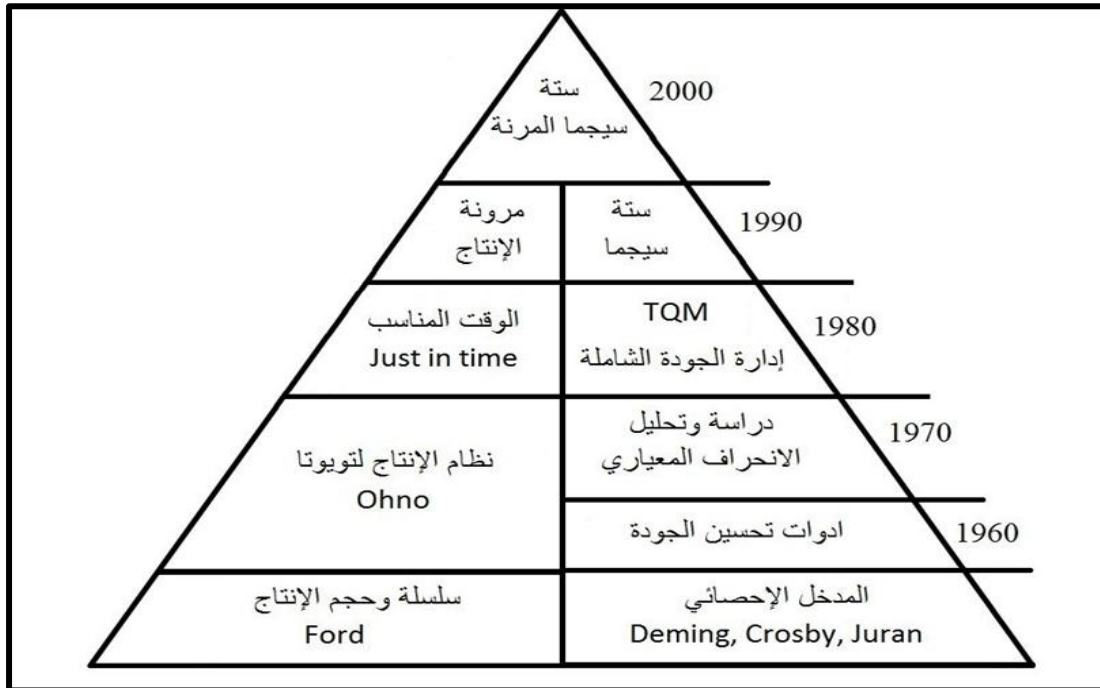 ستة
سيجما المرنة
2000
مرونة
الإنتاج
ستة
سيجما
1990
الوقت المناسب
Just in time
TQM
إدارة الجودة الشاملة
1980
نظام الإنتاج لتويوتا
Ohno
دراسة وتحليل
الانحراف المعياري
1970
ادوات تحسين الجودة
1960
سلسلة وحجم الإنتاج
Ford
المدخل الإحصائي
Deming, Crosby, Juran